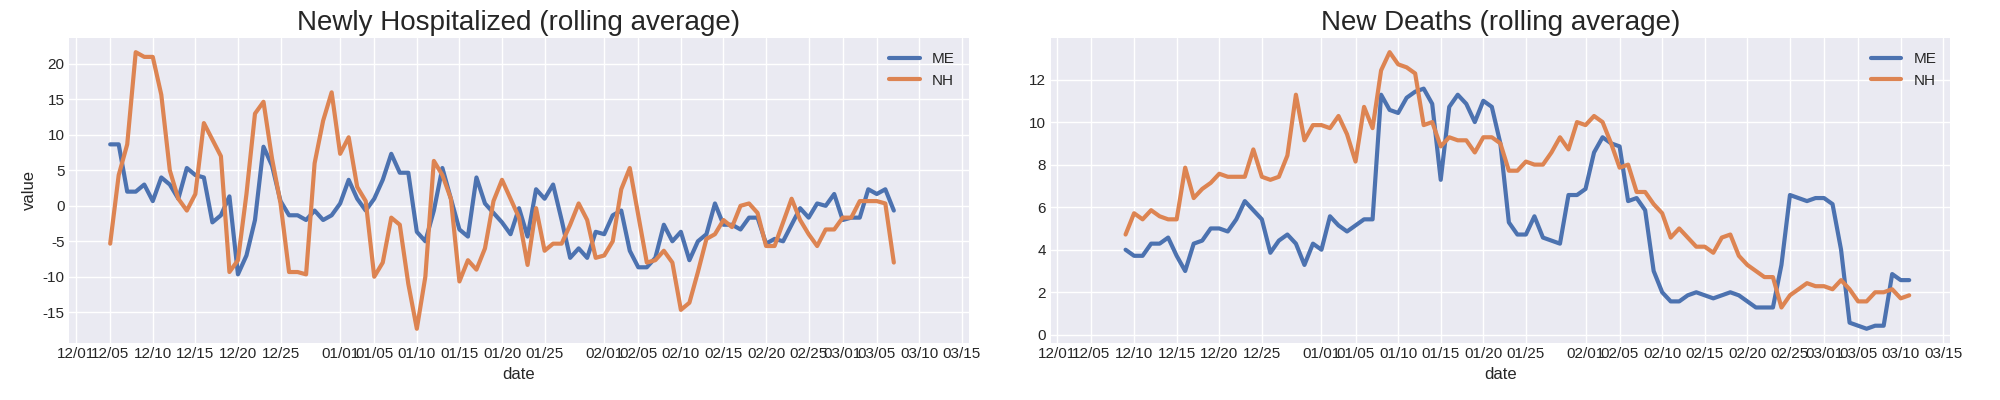 Newly Hospitalized (rolling average)
ME
NH
value
20
15
10
5
0
-5
-10
-15
12/01 12/05 12/10 12/15 12/20 12/25 01/01 01/05 01/10 01/15 01/20 01/25 02/01 02/05 02/10 02/15 02/20 02/25 03/01 03/05 03/10 03/15
date
New Deaths (rolling average)
ME
NH
12
10
8
6
4
2
0
12/01 12/05 12/10 12/15 12/20 12/25 01/01 01/05 01/10 01/15 01/20 01/25 02/01 02/05 02/10 02/15 02/20 02/25 03/01 03/05 03/10 03/15
date